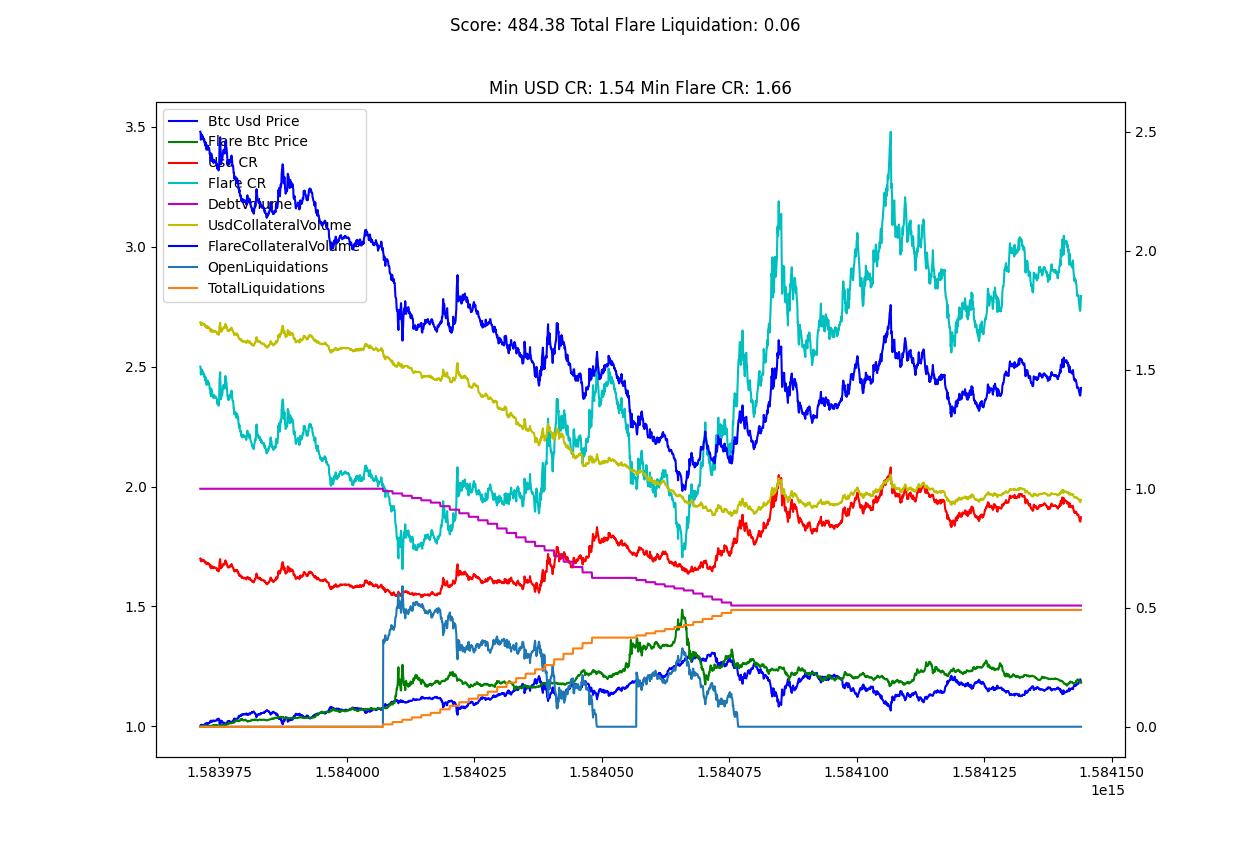 Score: 484.38 Total Flare Liquidation: 0.06
Min USD CR: 1.54 Min Flare CR: 1.66
Btc Usd Price
Flare Btc Price
Usd CR
Flare CR
DebtVolume
UsdCollateralVolume
FlareCollateralVolume
OpenLiquidations
TotalLiquidations
3.5
3.0
2.5
2.0
1.5
1.0
2.5
2.0
1.5
1.0
0.5
0.0
1.583975 1.584000 1.584025 1.584050 1.584075 1.584100 1.584125 1.584150
1e15